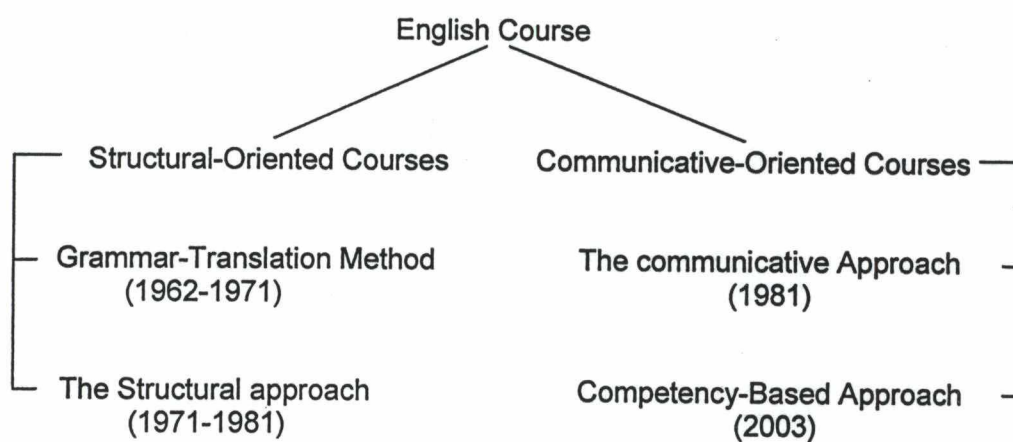 English Course
Structural-Oriented Courses
Communicative-Oriented Courses
Grammar-Translation Method
(1962-1971)
The communicative Approach
(1981)
The Structural approach
(1971-1981)
Competency-Based Approach
(2003)